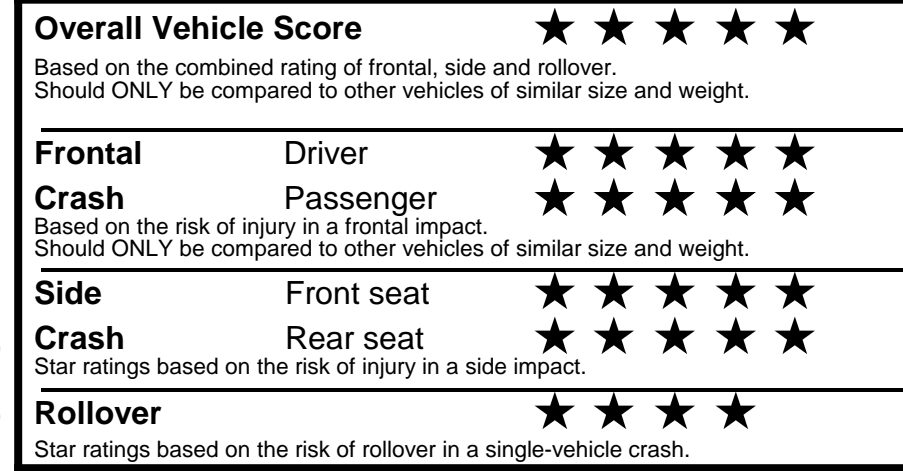 Overall Vehicle Score ★ ★ ★ ★ ★
Based on the combined rating of frontal, side and rollover.
Should ONLY be compared to other vehicles of similar size and weight.
Frontal Driver ★ ★ ★ ★ ★
Crash Passenger ★ ★ ★ ★ ★
Based on the risk of injury in a frontal impact.
Should ONLY be compared to other vehicles of similar size and weight.
Side Front seat ★ ★ ★ ★ ★
Crash Rear seat ★ ★ ★ ★ ★
Star ratings based on the risk of injury in a side impact.
Rollover ★ ★ ★ ★
Star ratings based on the risk of rollover in a single-vehicle crash.